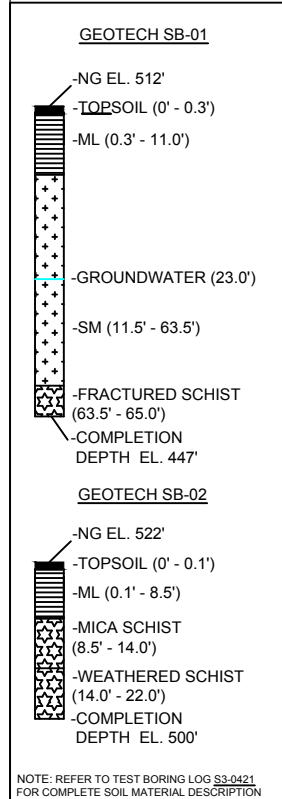 GEOTECH SB-01
-NG EL. 512'
-TOPSOIL (0' - 0.3')
-ML (0.3' - 11.0')
-GROUNDWATER (23.0')
-SM (11.5' - 63.5')
-FRACTURED SCHIST
(63.5' - 65.0')
-COMPLETION
DEPTH EL. 447'
GEOTECH SB-02
-NG EL. 522'
-TOPSOIL (0' - 0.1')
-ML (0.1' - 8.5')
-MICA SCHIST
(8.5' - 14.0')
-WEATHERED SCHIST
(14.0' - 22.0')
-COMPLETION
DEPTH EL. 500'
NOTE: REFER TO TEST BORING LOG S3-0421
FOR COMPLETE SOIL MATERIAL DESCRIPTION